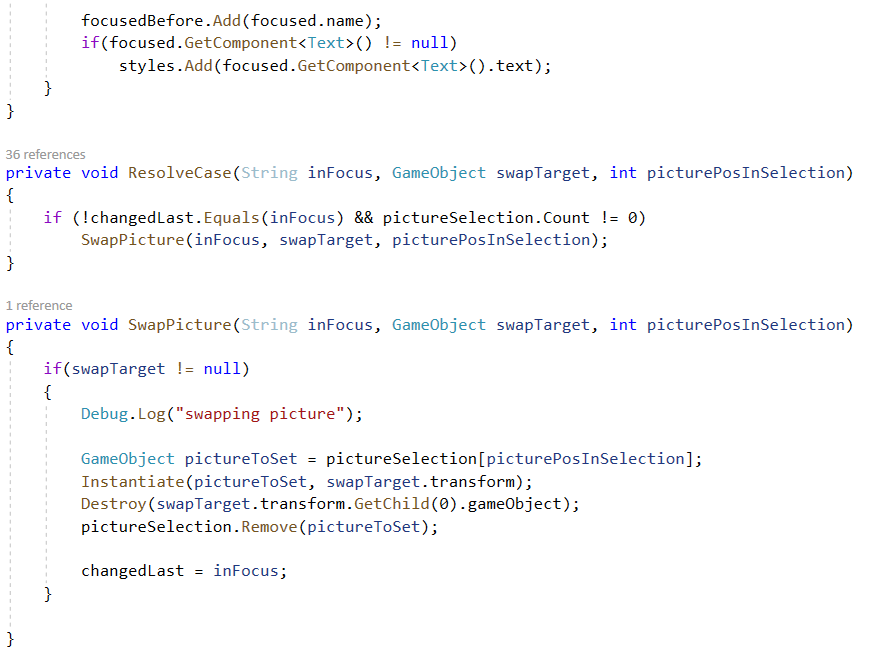 focusedBefore.Add(focused.name);
if(focused.GetComponent<Text>() != null)
styles.Add(focused.GetComponent<Text>().text);
}
}
36 references
private void ResolveCase(String inFocus, GameObject swapTarget, int picturePosInSelection)
{
if (!changedLast.Equals(inFocus) && pictureSelection.Count != 0)
SwapPicture(inFocus, swapTarget, picturePosInSelection);
}
1 reference
private void SwapPicture(String inFocus, GameObject swapTarget, int picturePosInSelection)
{
if(swapTarget != null)
{
Debug.Log("swapping picture");
GameObject pictureToSet = pictureSelection[picturePosInSelection];
Instantiate(pictureToSet, swapTarget.transform);
Destroy(swapTarget.transform.GetChild(0).gameObject);
pictureSelection.Remove(pictureToSet);
changedLast = inFocus;
}
}